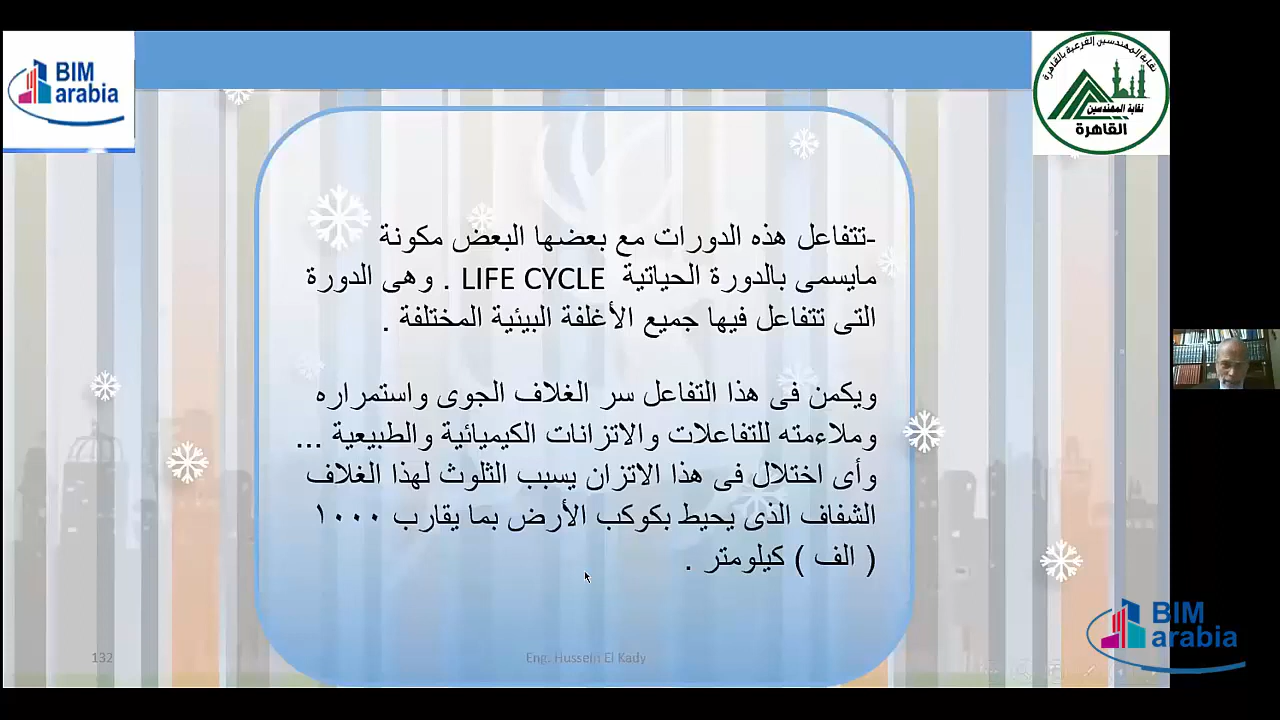 BIM
arabia
نقابة المهندسين الفرعية بالقاهرة
نقابة المهندسين
القاهرة
-تتفاعل هذه الدورات مع بعضها البعض مكونة
مايسمى بالدورة الحياتية LIFE CYCLE . وهى الدورة
التى تتفاعل فيها جميع الأغلفة البيئية المختلفة .
ويكمن فى هذا التفاعل سر الغلاف الجوى واستمراره
وملاءمته للتفاعلات والاتزانات الكيميائية والطبيعية ...
وأى اختلال فى هذا الاتزان يسبب الثلوث لهذا الغلاف
الشفاف الذى يحيط بكوكب الأرض بما يقارب ١٠٠٠
( الف ) كيلومتر .
132
Eng. Hussein El Kady
BIM
arabia